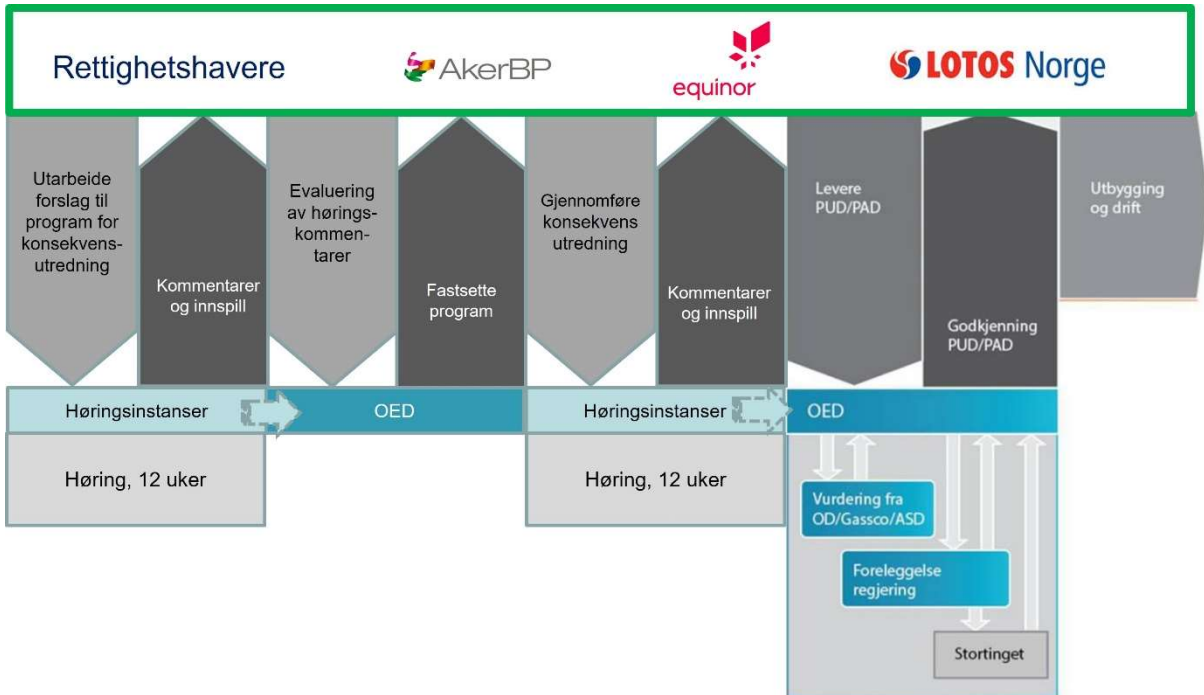 Rettighetshavere
AkerBP
equinor
LOTOS Norge
Utarbeide
forslag til
program for
konsekvens-
utredning
Kommentarer
og innspill
Evaluering
av hørings-
kommen-
tarer
Fastsette
program
Gjennomføre
konsekvens
utredning
Kommentarer
og innspill
Levere
PUD/PAD
Godkjenning
PUD/PAD
Utbygging
og drift
Høringsinstanser
OED
Høringsinstanser
OED
Høring, 12 uker
Høring, 12 uker
Vurdering fra
OD/Gassco/ASD
Foreleggelse
regjering
Stortinget